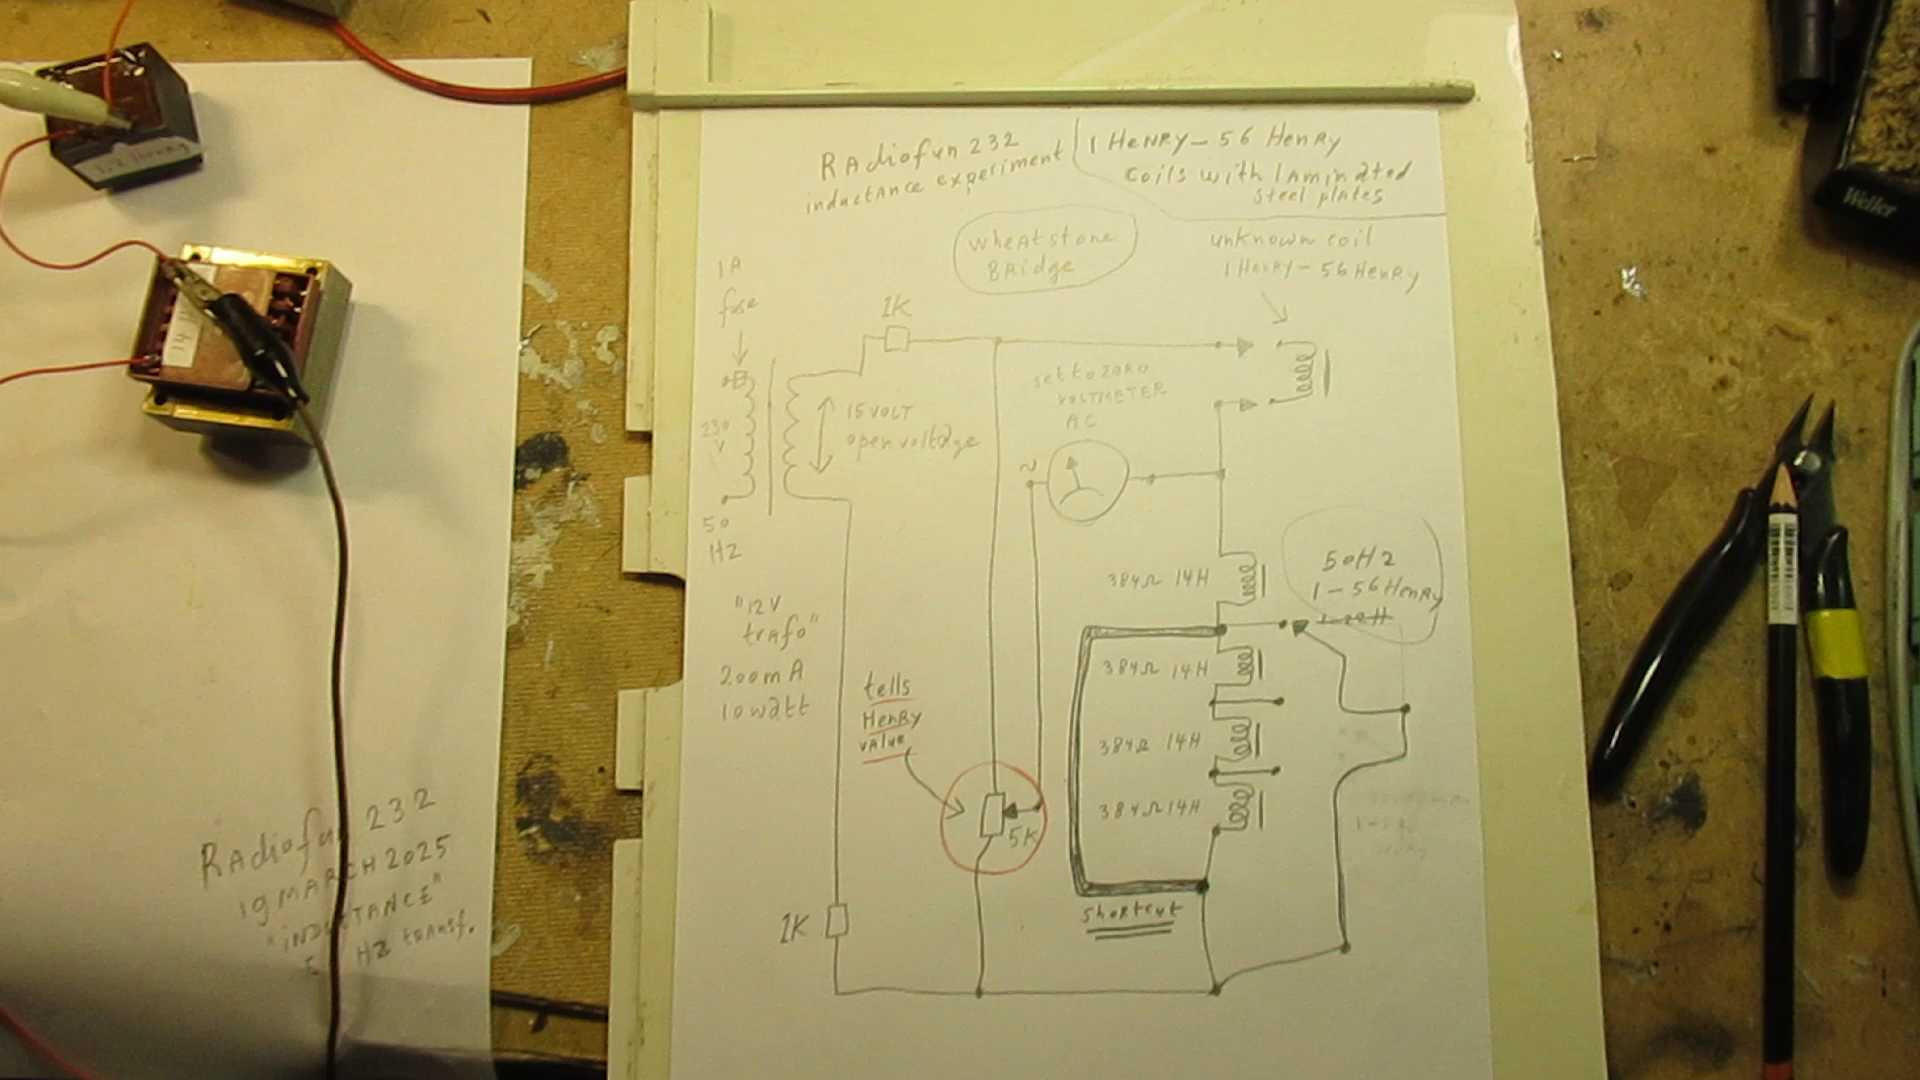 Weller
RAdiofun 232
inductance experiment
1 HeNRY - 56 Henry
coils with laminated
steel plates
wheatstone
BRidge
unknown coil
1 HenRy - 56 HenRy
1A
fuse
1K
set to zoro
VOLTMETER
AC
15 VOLT
open voltage
230
V
50
HZ
~
384Ω 14H
50HZ
1 - 56 Henry
"12V
trafo"
200mA
10watt
384Ω 14H
tells
HenRy
value
384Ω 14H
384Ω 14H
5K
shortcut
1K
RAdiofun 232
19 MARCH 2025
"INDUCTANCE"
HZ transf.